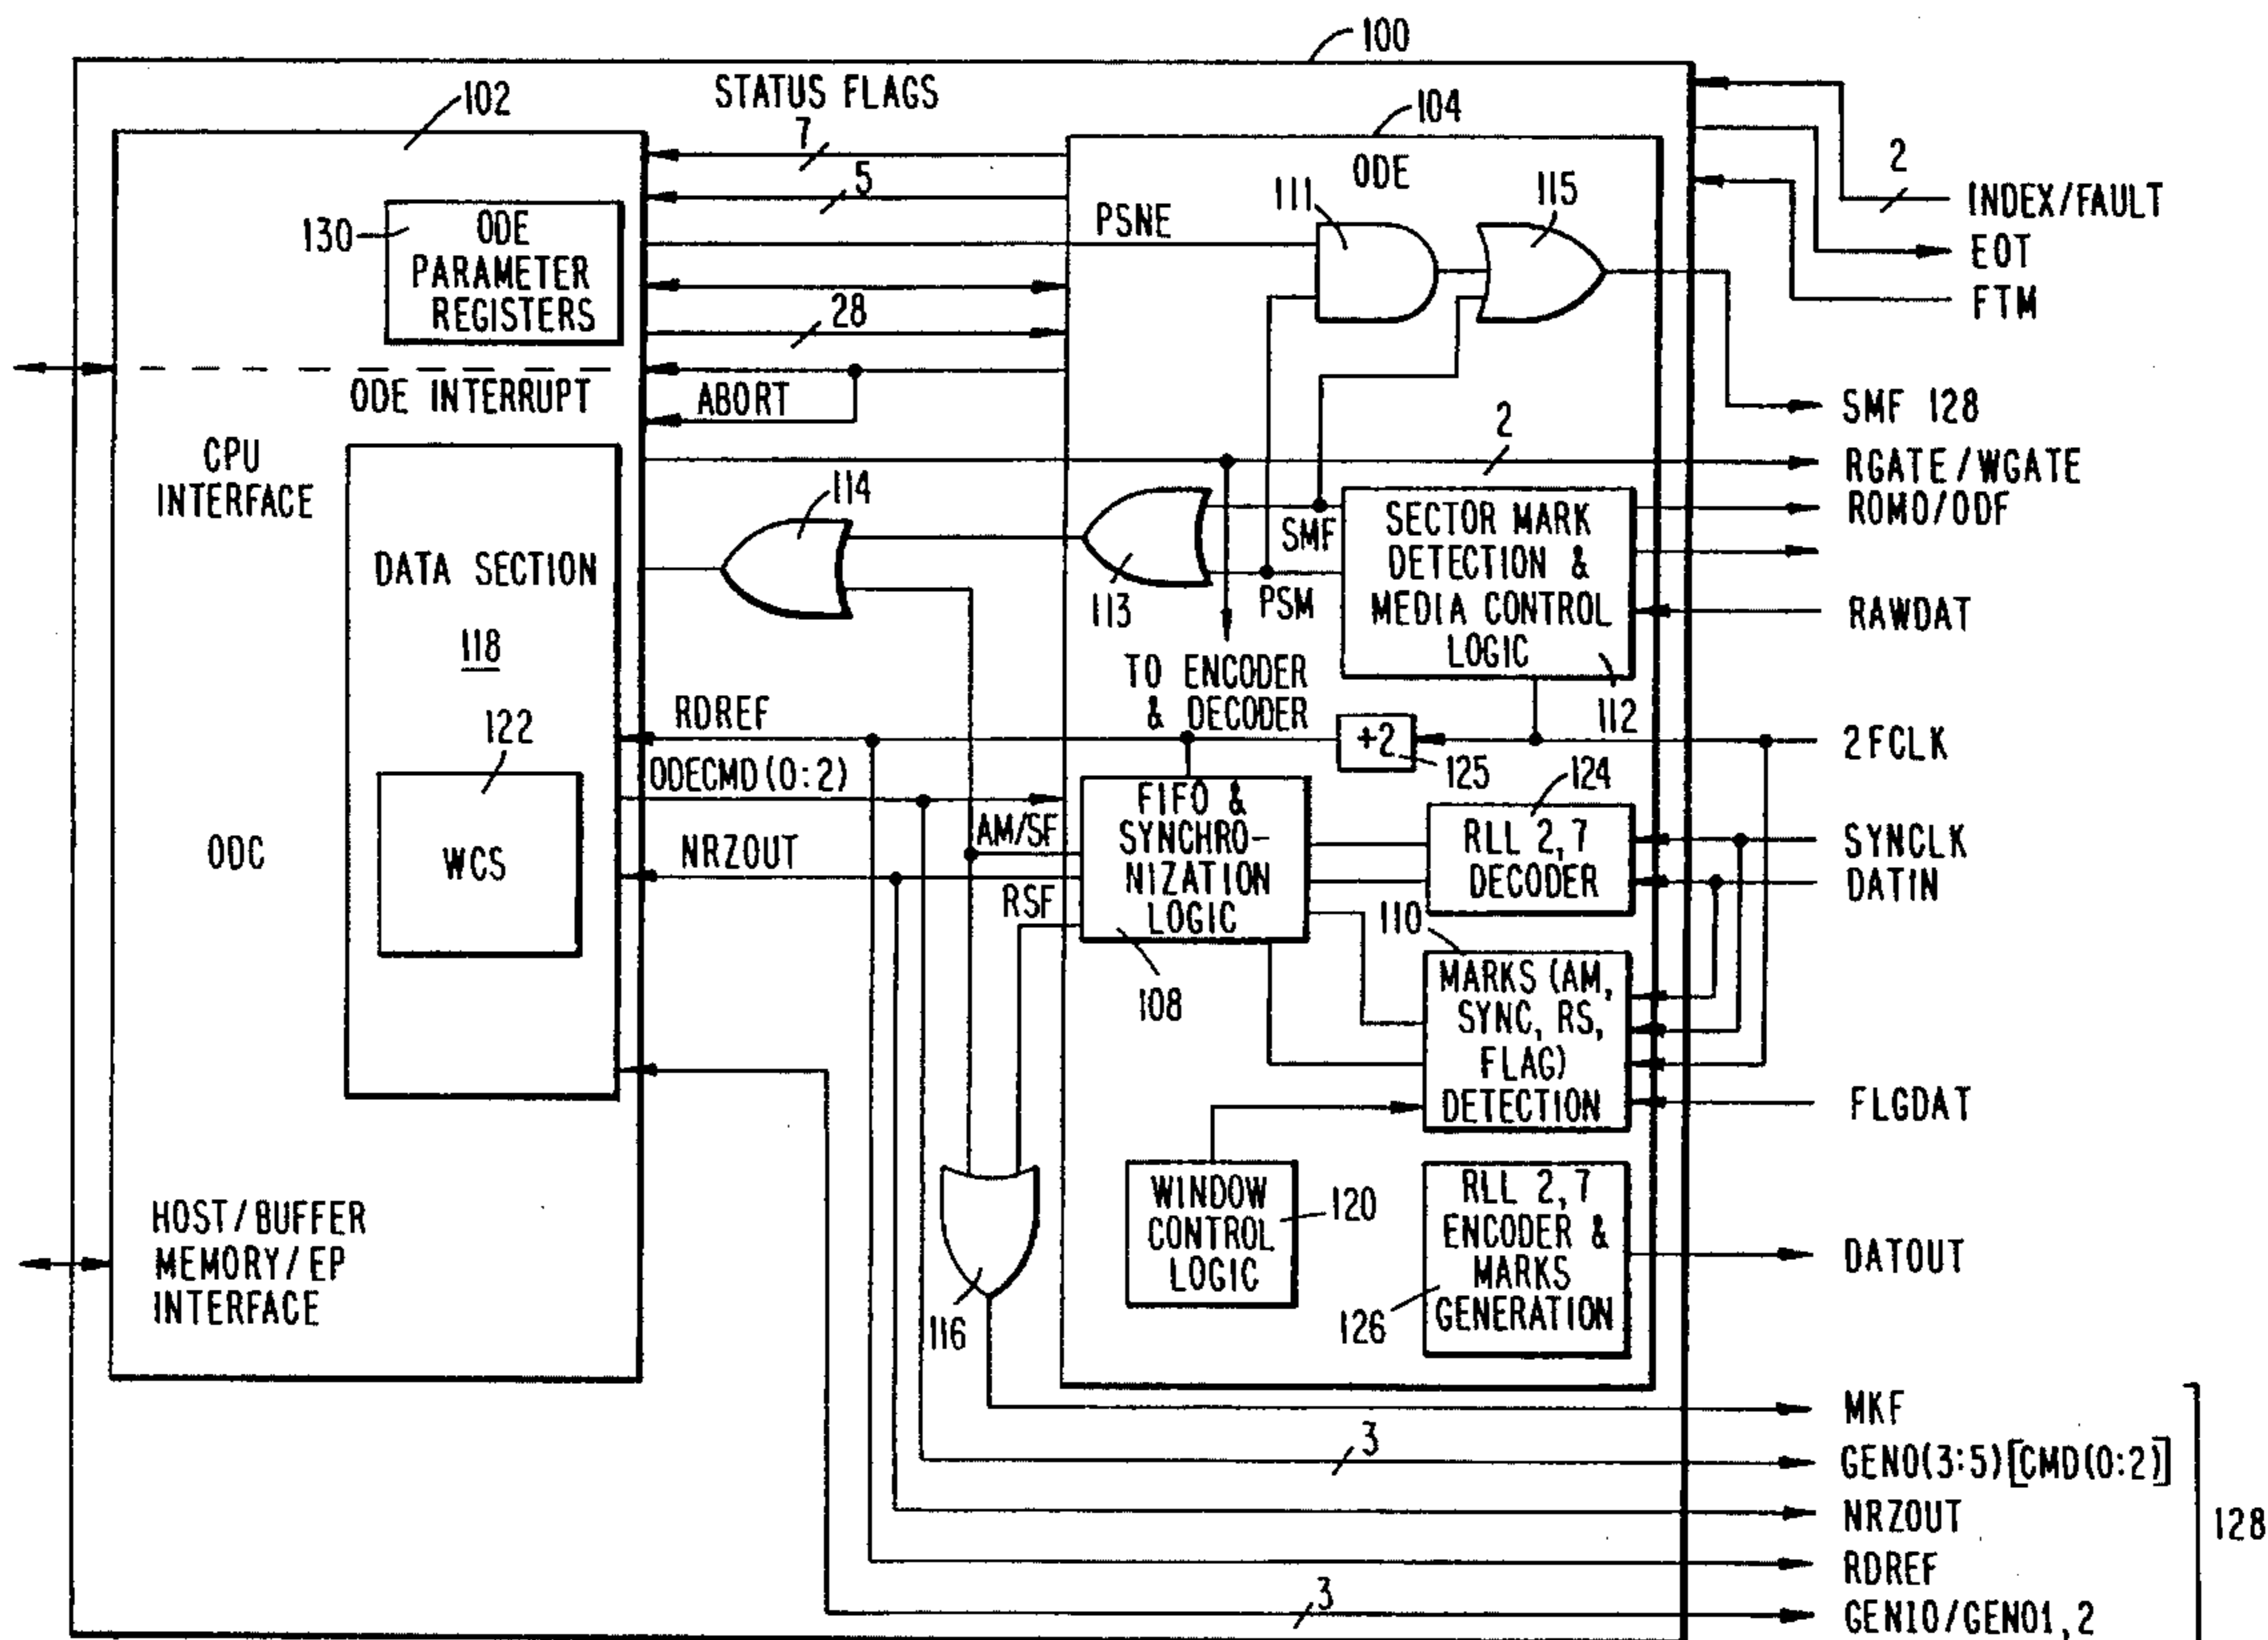 100
102
STATUS FLAGS
7
5
104
ODE
111
115
2
INDEX/FAULT
EOT
FTM
130
ODE
PARAMETER
REGISTERS
PSNE
28
ODE INTERRUPT
ABORT
SMF 128
CPU
INTERFACE
2
RGATE/WGATE
ROMO/ODF
114
113
SMF
PSM
SECTOR MARK
DETECTION &
MEDIA CONTROL
LOGIC
112
RAWDAT
DATA SECTION
118
TO ENCODER
& DECODER
RDREF
122
+2
125
2FCLK
ODECMD(0:2)
WCS
ODC
FIFO &
SYNCHRO-
NIZATION
LOGIC
108
124
RLL 2,7
DECODER
SYNCLK
DATIN
AM/SF
NRZOUT
RSF
110
MARKS (AM,
SYNC, RS,
FLAG)
DETECTION
FLGDAT
WINDOW
CONTROL
LOGIC
120
RLL 2,7
ENCODER &
MARKS
GENERATION
126
DATOUT
HOST/BUFFER
MEMORY/EP
INTERFACE
116
MKF
3
GENO(3:5)[CMD(0:2)]
NRZOUT
128
RDREF
3
GENIO/GENO1,2